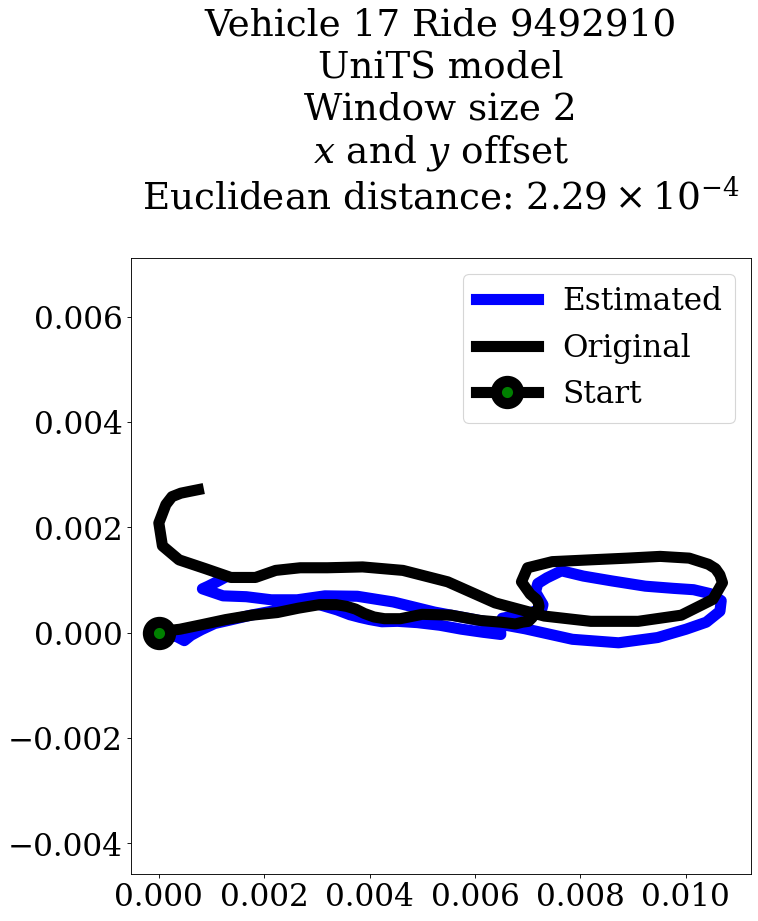 Vehicle 17 Ride 9492910
UniTS model
Window size 2
x and y offset
Euclidean distance: 2.29 × 10⁻⁴
Estimated
Original
Start
0.006
0.004
0.002
0.000
−0.002
−0.004
0.000 0.002 0.004 0.006 0.008 0.010